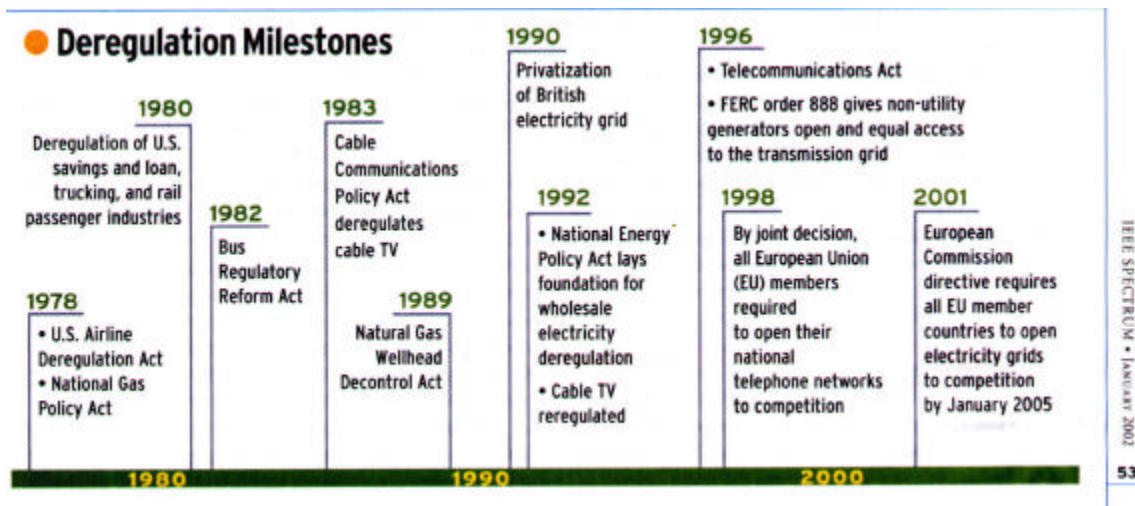 Deregulation Milestones
1978
• U.S. Airline
Deregulation Act
• National Gas
Policy Act
1980
Deregulation of U.S.
savings and loan,
trucking, and rail
passenger industries
1982
Bus
Regulatory
Reform Act
1983
Cable
Communications
Policy Act
deregulates
cable TV
1989
Natural Gas
Wellhead
Decontrol Act
1990
Privatization
of British
electricity grid
1992
• National Energy
Policy Act lays
foundation for
wholesale
electricity
deregulation
• Cable TV
reregulated
1996
• Telecommunications Act
• FERC order 888 gives non-utility
generators open and equal access
to the transmission grid
1998
By joint decision,
all European Union
(EU) members
required
to open their
national
telephone networks
to competition
2001
European
Commission
directive requires
all EU member
countries to open
electricity grids
to competition
by January 2005
1980
1990
2000
IEEE SPECTRUM • JANUARY 2002
53